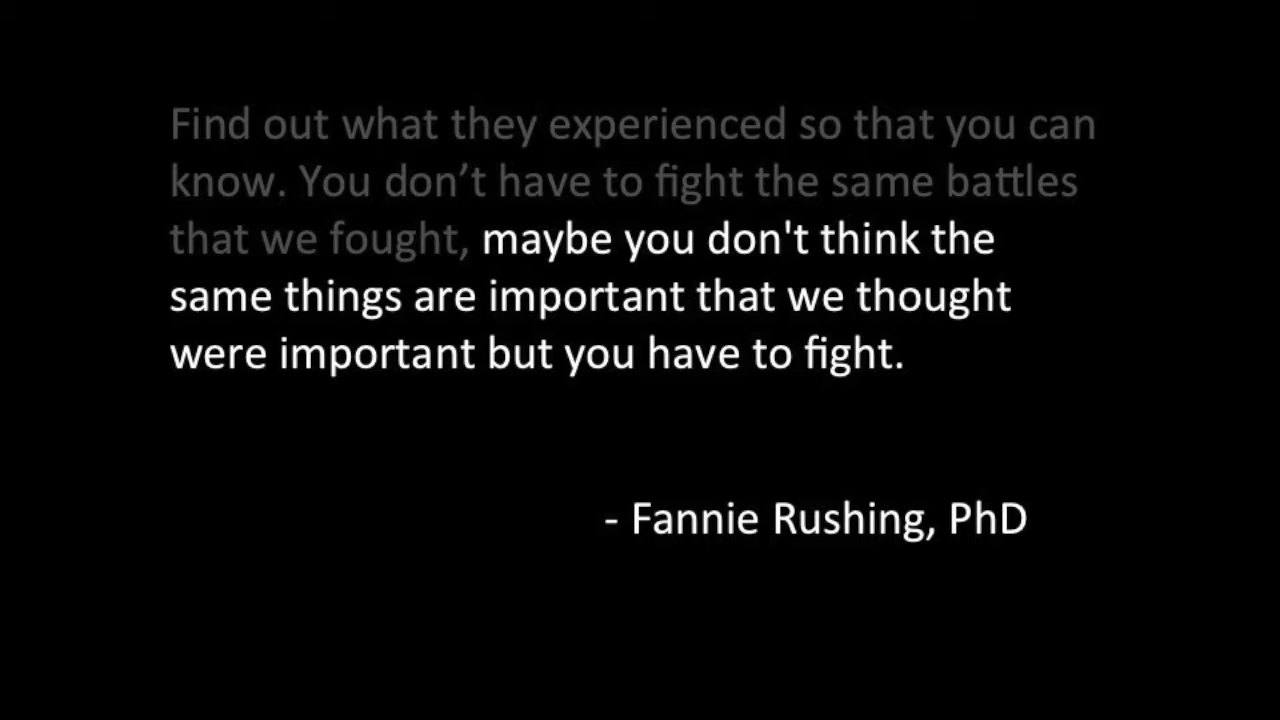 Find out what they experienced so that you can
know. You don’t have to fight the same battles
that we fought, maybe you don't think the
same things are important that we thought
were important but you have to fight.
- Fannie Rushing, PhD